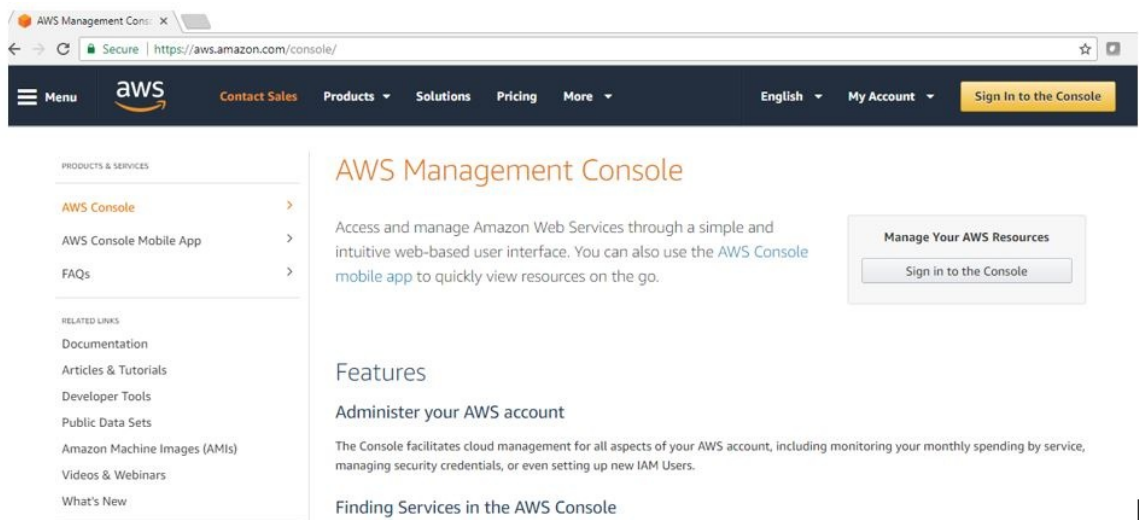 AWS Management Cons
Secure | https://aws.amazon.com/console/
Menu aws Contact Sales Products Solutions Pricing More English My Account Sign In to the Console
PRODUCTS & SERVICES
AWS Console
AWS Console Mobile App
FAQs
RELATED LINKS
Documentation
Articles & Tutorials
Developer Tools
Public Data Sets
Amazon Machine Images (AMIs)
Videos & Webinars
What's New
AWS Management Console
Access and manage Amazon Web Services through a simple and
intuitive web-based user interface. You can also use the AWS Console
mobile app to quickly view resources on the go.
Manage Your AWS Resources
Sign in to the Console
Features
Administer your AWS account
The Console facilitates cloud management for all aspects of your AWS account, including monitoring your monthly spending by service,
managing security credentials, or even setting up new IAM Users.
Finding Services in the AWS Console